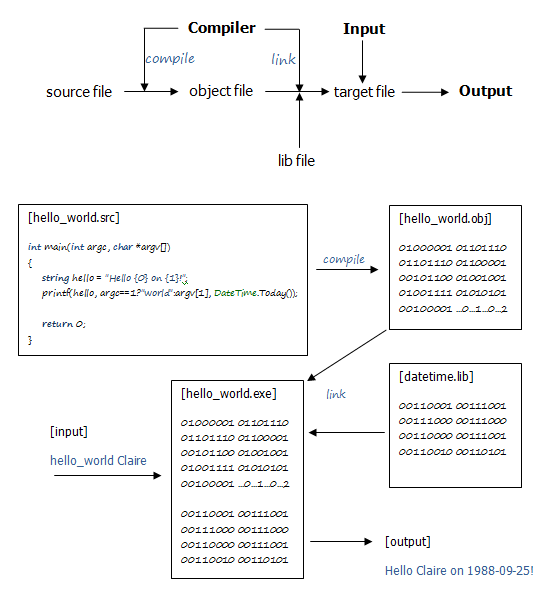 Compiler
Input
compile
link
source file
object file
target file
Output
lib file
[hello_world.src]
int main(int argc, char *argv[])
{
string hello = "Hello {0} on {1}!";
printf(hello, argc==1?"world":argv[1], DateTime.Today());
return 0;
}
compile
[hello_world.obj]
01000001 01101110
01101110 01100001
00101100 01001001
01001111 01010101
00100001 ...0...1...0...2
link
[datetime.lib]
00110001 00111001
00111000 00111000
00110000 00111001
00110010 00110101
[hello_world.exe]
01000001 01101110
01101110 01100001
00101100 01001001
01001111 01010101
00100001 ...0...1...0...2
00110001 00111001
00111000 00111000
00110000 00111001
00110010 00110101
[input]
hello_world Claire
[output]
Hello Claire on 1988-09-25!